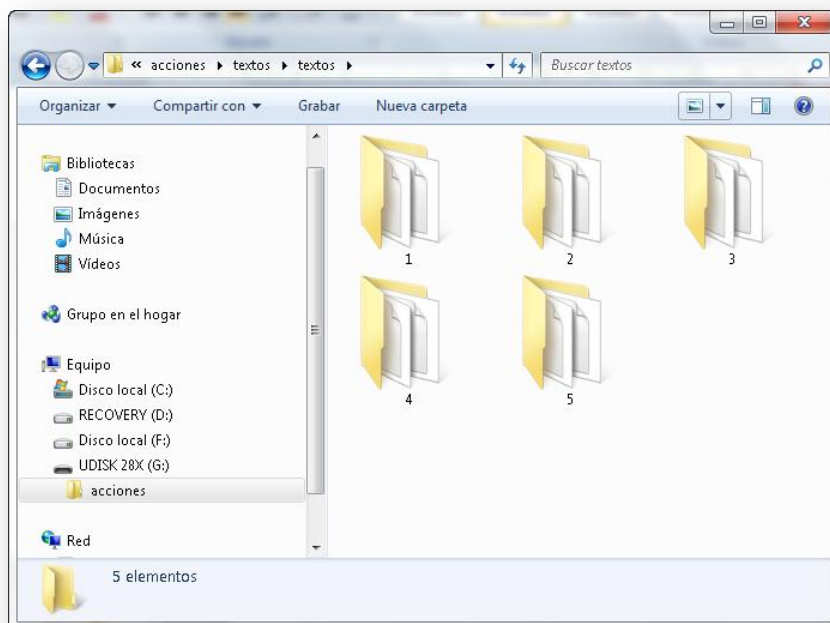 « acciones textos textos
Buscar textos
Organizar Compartir con Grabar Nueva carpeta
Bibliotecas
Documentos
Imágenes
Música
Vídeos
Grupo en el hogar
Equipo
Disco local (C:)
RECOVERY (D:)
Disco local (F:)
UDISK 28X (G:)
acciones
Red
1 2 3
4 5
5 elementos